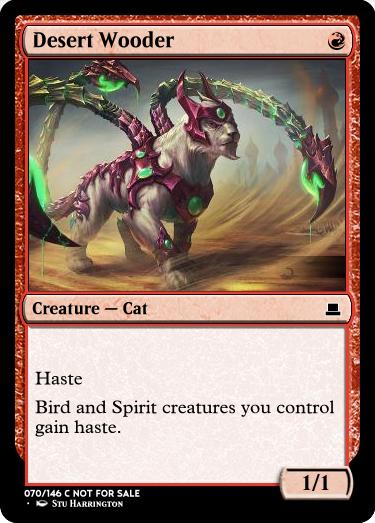 Desert Wooder
Creature — Cat
Haste
Bird and Spirit creatures you control
gain haste.
1/1
070/146 C NOT FOR SALE
· Stu Harrington